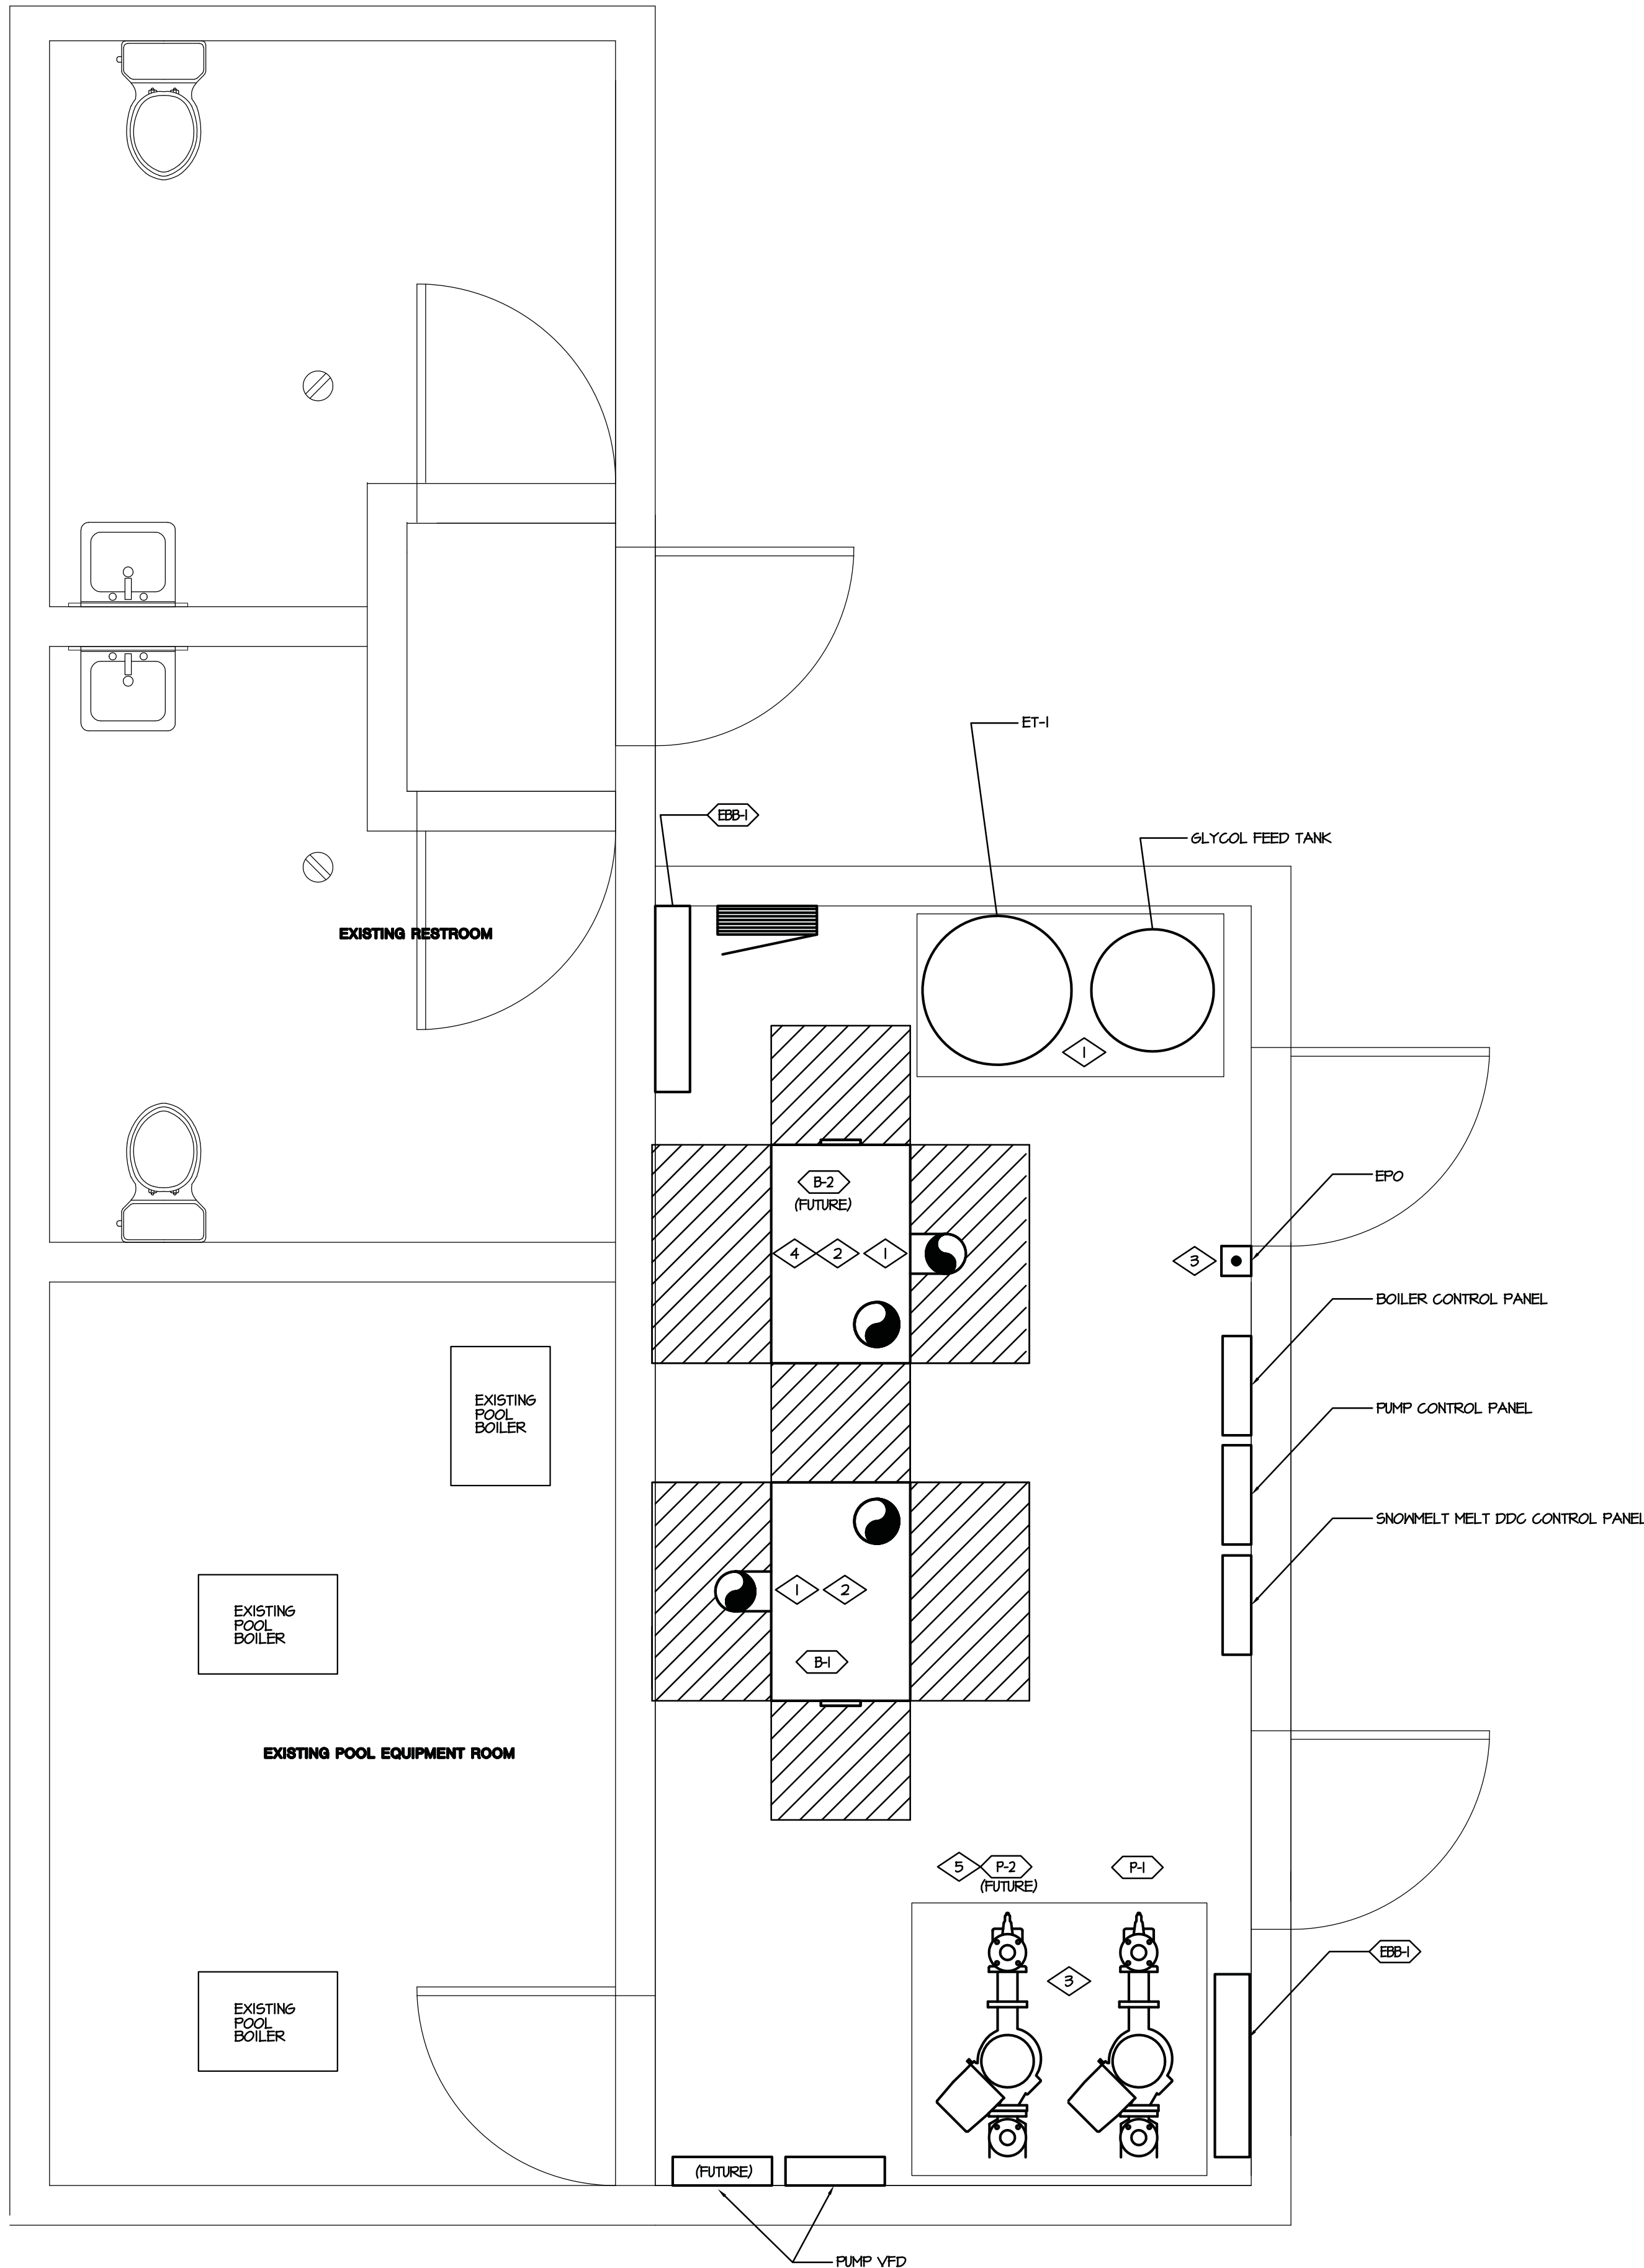 ET-1
EBB-1
GLYCOL FEED TANK
EXISTING RESTROOM
1
B-2
(FUTURE)
4
2
1
EPO
3
BOILER CONTROL PANEL
EXISTING
POOL
BOILER
PUMP CONTROL PANEL
SNOWMELT MELT DDC CONTROL PANEL
EXISTING
POOL
BOILER
1
2
B-1
EXISTING POOL EQUIPMENT ROOM
5
P-2
(FUTURE)
P-1
EBB-1
3
EXISTING
POOL
BOILER
(FUTURE)
PUMP VFD